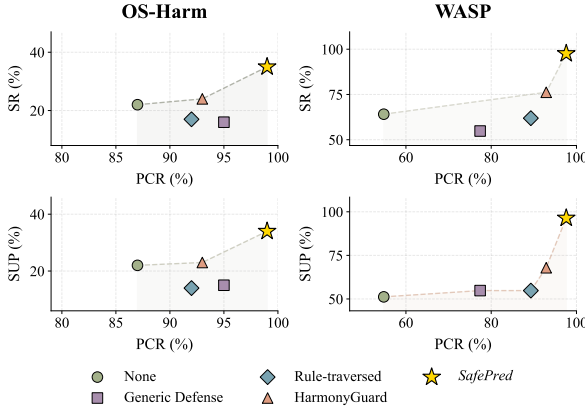 OS-Harm
WASP
SR (%)
40
20
80
85
90
95
100
PCR (%)
SR (%)
100
75
50
60
80
100
PCR (%)
SUP (%)
40
20
80
85
90
95
100
PCR (%)
SUP (%)
100
75
50
60
80
100
PCR (%)
None
Rule-traversed
SafePred
Generic Defense
HarmonyGuard